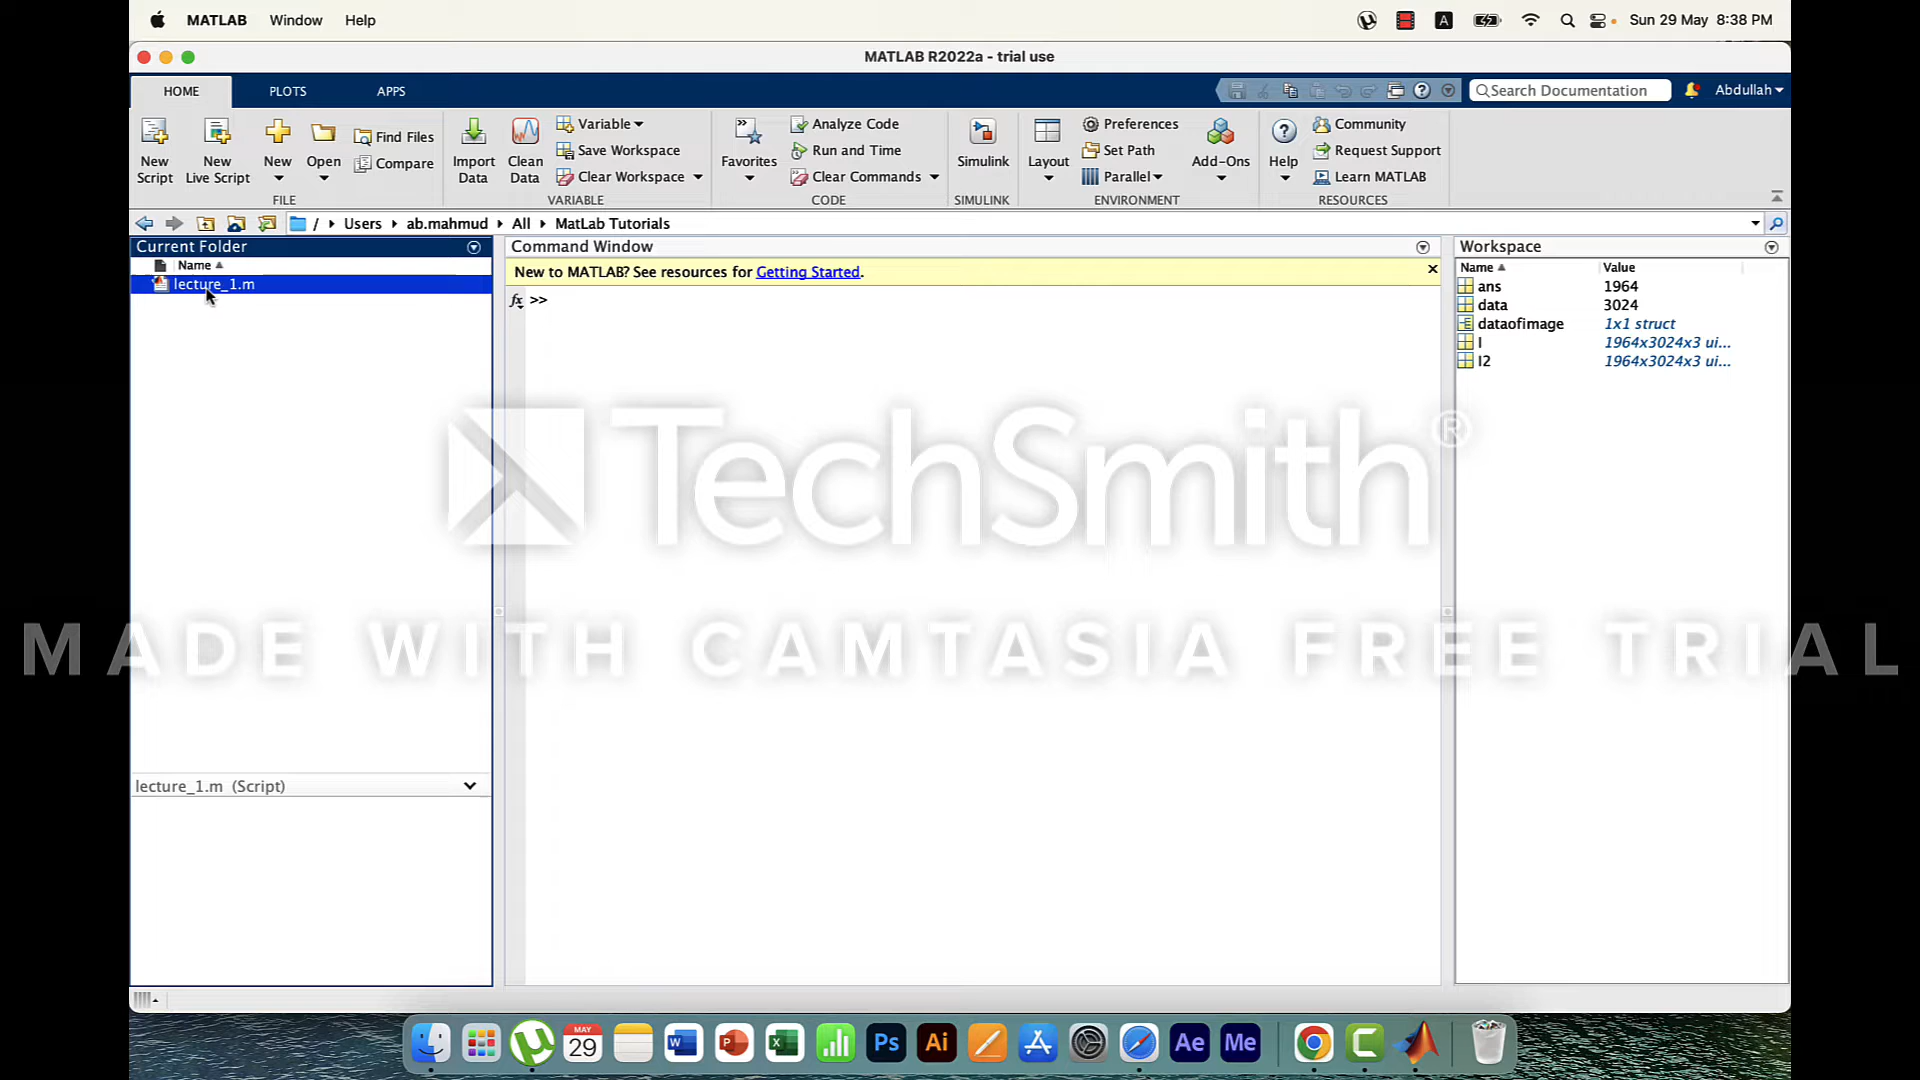 MATLAB Window Help
A
Sun 29 May 8:38 PM
MATLAB R2022a - trial use
HOME PLOTS APPS
Search Documentation
Abdullah
New Script
New Live Script
New
Open
Find Files
Compare
FILE
Import Data
Clean Data
Variable
Save Workspace
Clear Workspace
VARIABLE
Favorites
Analyze Code
Run and Time
Clear Commands
CODE
Simulink
SIMULINK
Layout
Preferences
Set Path
Parallel
Add-Ons
ENVIRONMENT
Help
Community
Request Support
Learn MATLAB
RESOURCES
/ Users ab.mahmud All MatLab Tutorials
Current Folder
Name
lecture_1.m
lecture_1.m (Script)
Command Window
New to MATLAB? See resources for Getting Started.
fx >>
Workspace
Name Value
ans 1964
data 3024
dataofimage 1x1 struct
I 1964x3024x3 ui...
I2 1964x3024x3 ui...
TechSmith®
MADE WITH CAMTASIA FREE TRIAL
MAY
29
W
P
X
Ps
Ai
Ae
Me
C